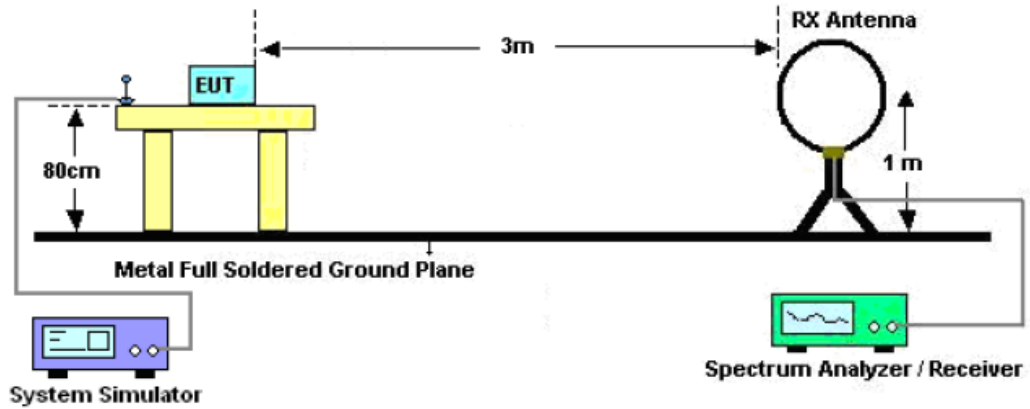 RX Antenna
3m
EUT
80cm
1 m
Metal Full Soldered Ground Plane
System Simulator
Spectrum Analyzer / Receiver